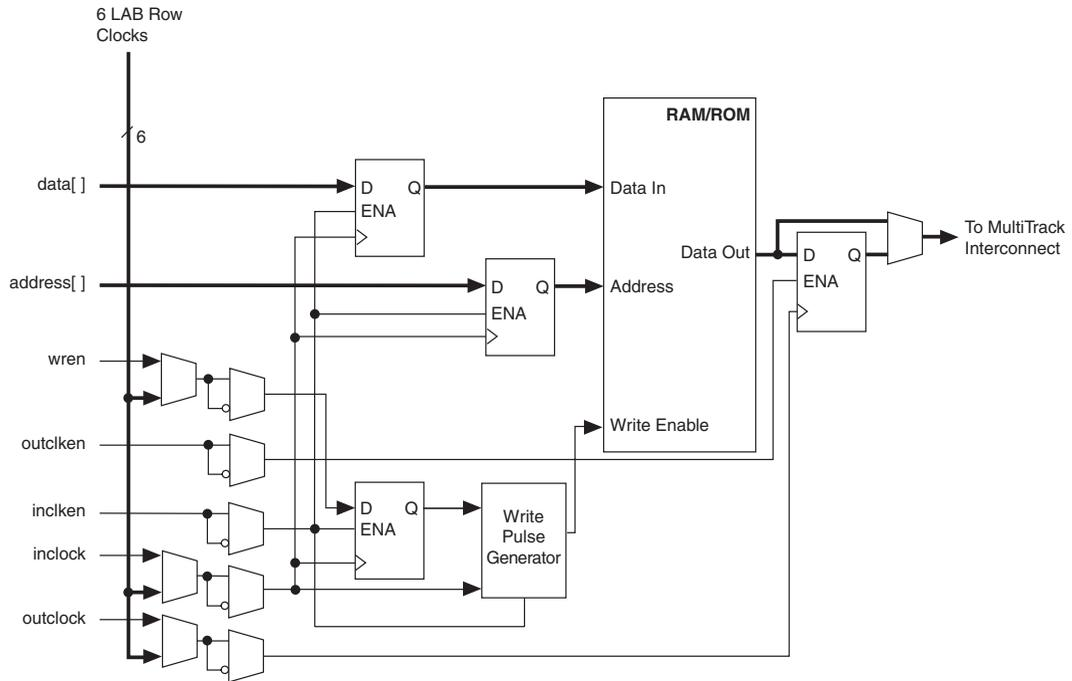 6 LAB Row
Clocks
6
RAM/ROM
data[ ]
D Q
ENA
Data In
Data Out
D Q
ENA
To MultiTrack
Interconnect
address[ ]
D Q
ENA
Address
wren
Write Enable
outclken
inclken
D Q
ENA
Write
Pulse
Generator
inclock
outclock